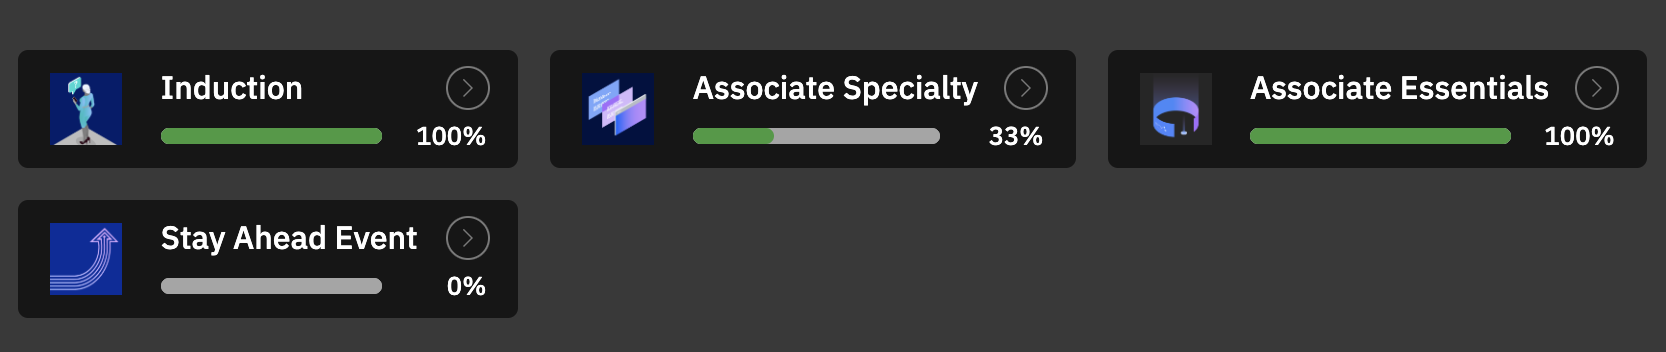 Induction
100%
Associate Specialty
33%
Associate Essentials
100%
Stay Ahead Event
0%